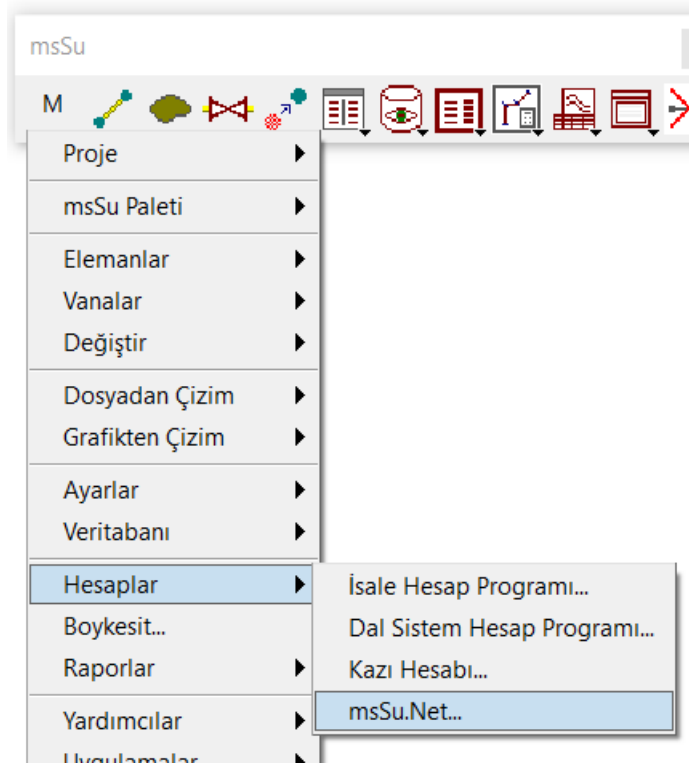 msSu
M
Proje
msSu Paleti
Elemanlar
Vanalar
Değiştir
Dosyadan Çizim
Grafikten Çizim
Ayarlar
Veritabanı
Hesaplar
İsale Hesap Programı...
Boykesit...
Dal Sistem Hesap Programı...
Raporlar
Kazı Hesabı...
Yardımcılar
msSu.Net...
Uygulamalar